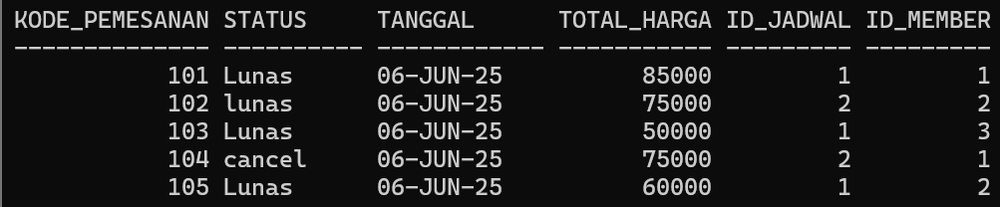 KODE_PEMESANAN STATUS     TANGGAL      TOTAL_HARGA ID_JADWAL ID_MEMBER
-------------- ---------- ------------ ----------- --------- ---------
           101 Lunas      06-JUN-25          85000         1         1
           102 lunas      06-JUN-25          75000         2         2
           103 Lunas      06-JUN-25          50000         1         3
           104 cancel     06-JUN-25          75000         2         1
           105 Lunas      06-JUN-25          60000         1         2